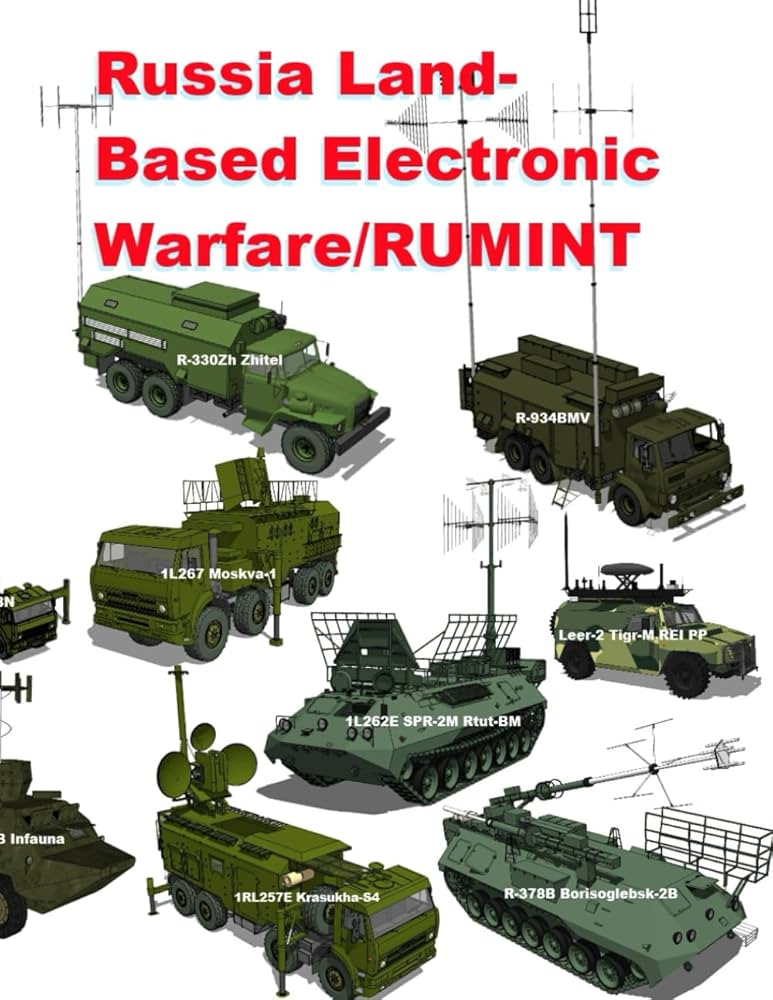 Russia Land-
Based Electronic
Warfare/RUMINT
R-330Zh Zhitel
R-934BMV
1L267 Moskva-1
Leer-2 Tigr-M REI PP
1L262E SPR-2M Rtut-BM
Infauna
1RL257E Krasukha-S4
R-378B Borisoglebsk-2B